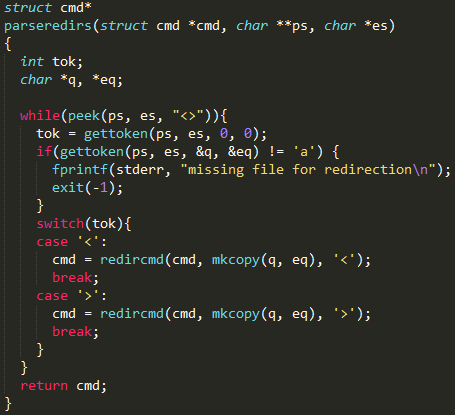 struct cmd*
parseredirs(struct cmd *cmd, char **ps, char *es)
{
  int tok;
  char *q, *eq;

  while(peek(ps, es, "<>")){
    tok = gettoken(ps, es, 0, 0);
    if(gettoken(ps, es, &q, &eq) != 'a') {
      fprintf(stderr, "missing file for redirection\n");
      exit(-1);
    }
    switch(tok){
    case '<':
      cmd = redircmd(cmd, mkcopy(q, eq), '<');
      break;
    case '>':
      cmd = redircmd(cmd, mkcopy(q, eq), '>');
      break;
    }
  }
  return cmd;
}